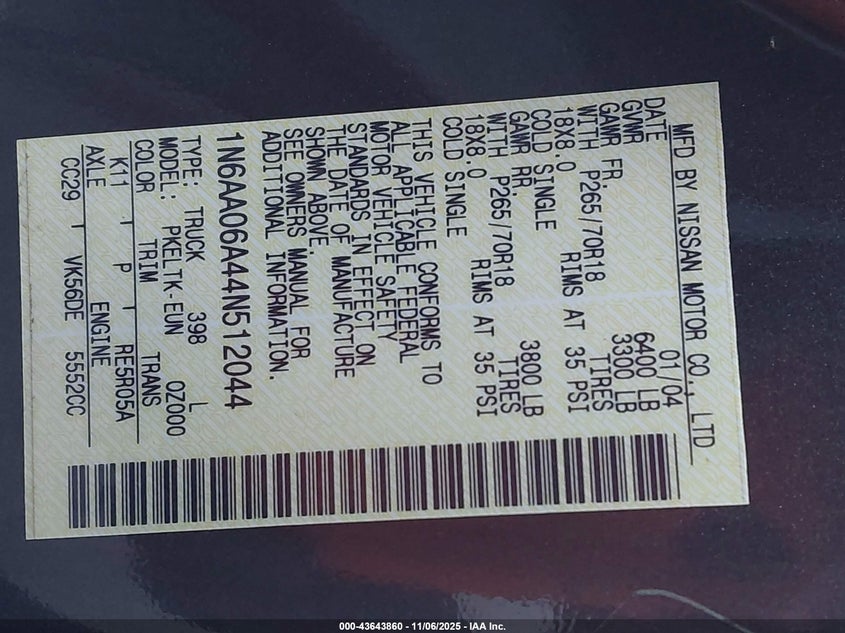 MFD BY NISSAN MOTOR CO., LTD
DATE 01/04
GVWR 6400 LB
GAWR FR. 3300 LB
WITH P265/70R18 TIRES
18X8.0 RIMS AT 35 PSI
COLD SINGLE
GAWR RR. 3800 LB
WITH P265/70R18 TIRES
18X8.0 RIMS AT 35 PSI
COLD SINGLE
THIS VEHICLE CONFORMS TO
ALL APPLICABLE FEDERAL
MOTOR VEHICLE SAFETY
STANDARDS IN EFFECT ON
THE DATE OF MANUFACTURE
SHOWN ABOVE.
SEE OWNERS MANUAL FOR
ADDITIONAL INFORMATION.
1N6AA06A44N512044
TYPE: TRUCK 398 L
MODEL: PKELTK-EUN OZ000
COLOR TRIM TRANS
K11 P RE5R05A
AXLE ENGINE
CC29 VK56DE 5552CC
000-43643860 - 11/06/2025 - IAA Inc.